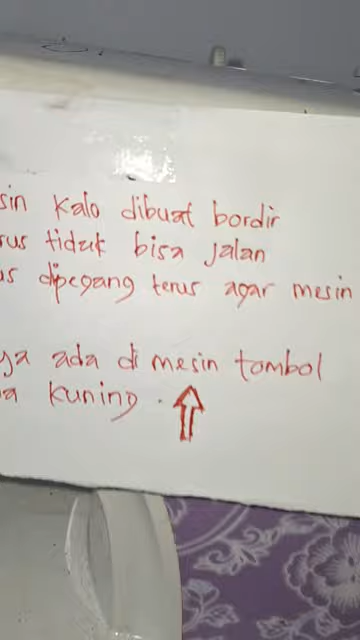 sin kalo dibuat bordir
rus tidak bisa jalan
us dipegang terus agar mesin
ya ada di mesin tombol
a kuning.